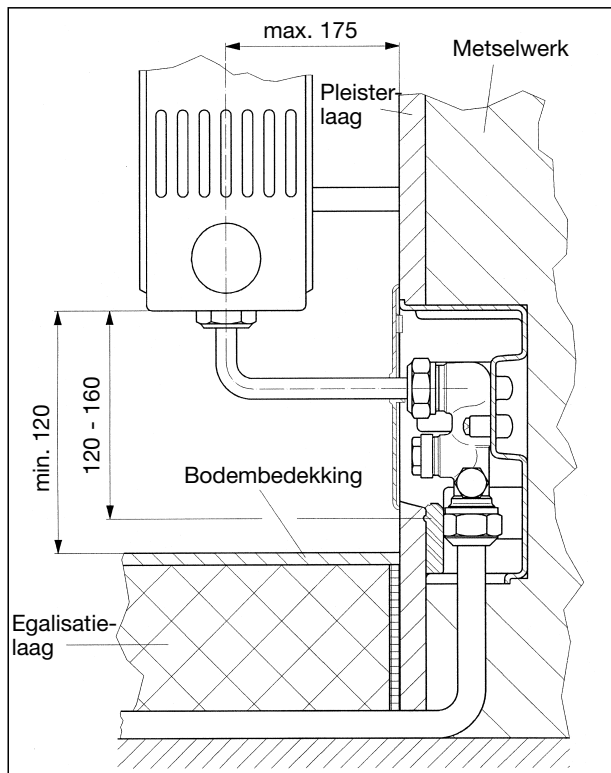 max. 175
Metselwerk
Pleister-
laag
min. 120
120 - 160
Bodembedekking
Egalisatie-
laag